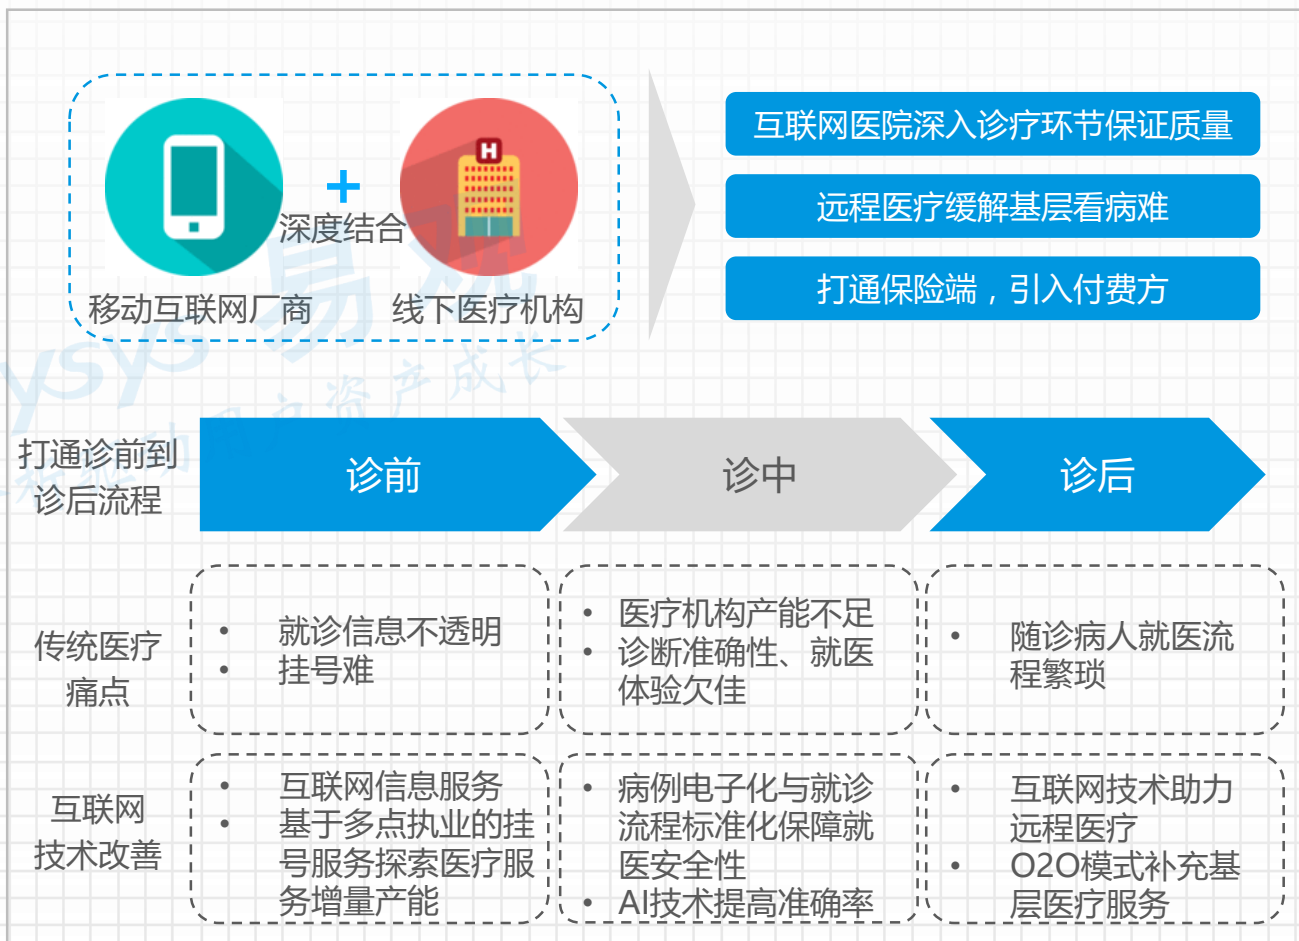 互联网医院深入诊疗环节保证质量
远程医疗缓解基层看病难
打通保险端，引入付费方
H
+
深度结合
移动互联网厂商
线下医疗机构
易观
ysys
打通诊前到
诊后流程
诊前
诊中
诊后
传统医疗
痛点
• 就诊信息不透明
• 挂号难
• 医疗机构产能不足
• 诊断准确性、就医
体验欠佳
• 随诊病人就医流
程繁琐
互联网
技术改善
• 互联网信息服务
• 基于多点执业的挂
号服务探索医疗服
务增量产能
• 病例电子化与就诊
流程标准化保障就
医安全性
• AI技术提高准确率
• 互联网技术助力
远程医疗
• O2O模式补充基
层医疗服务